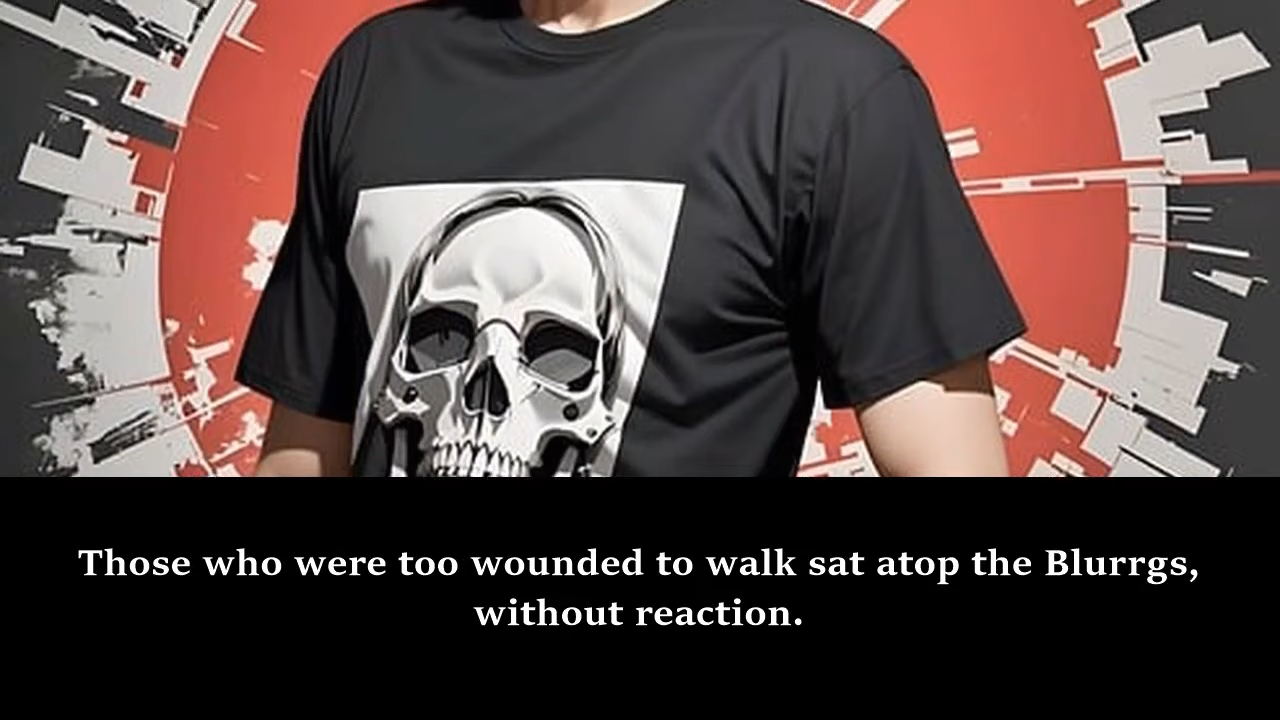 Those who were too wounded to walk sat atop the Blurrgs,
without reaction.